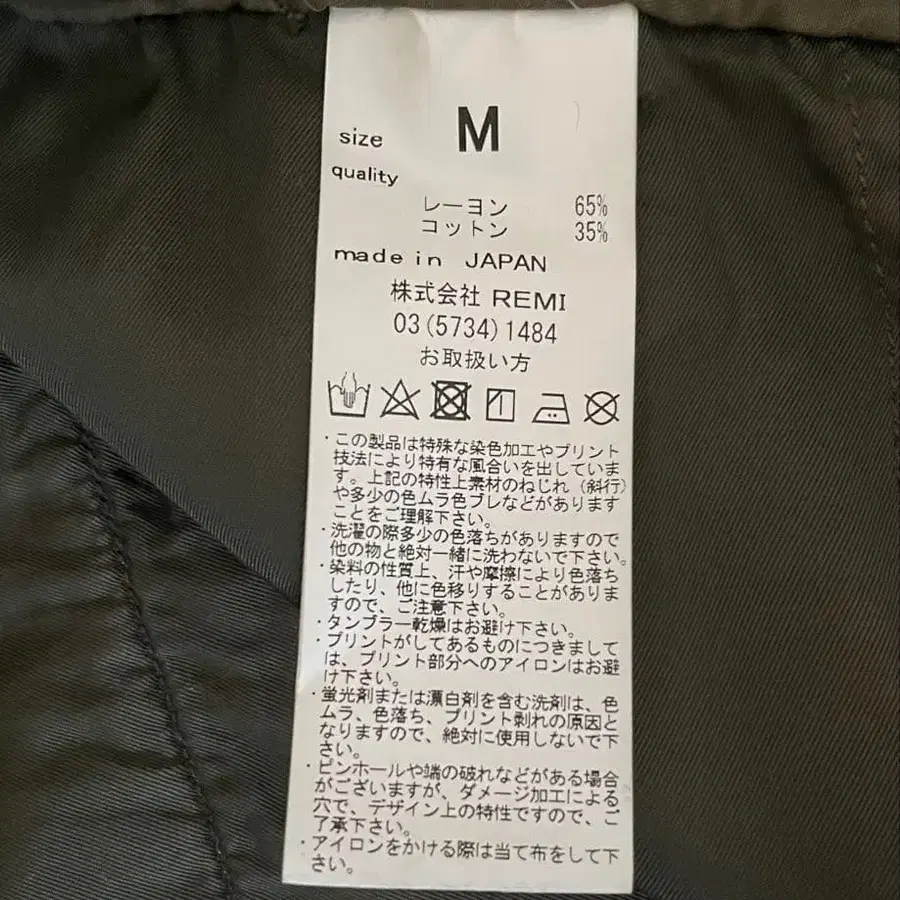 size M
quality
レーヨン 65%
コットン 35%
made in JAPAN
株式会社 REMI
03(5734)1484
お取扱い方
・この製品は特殊な染色加工やプリント
技法により特有な風合いを出していま
す。上記の特性上素材のねじれ（斜行）
や多少の色ムラ色ブレなどがあります
ことをご理解下さい。
・洗濯の際多少の色落ちがありますので
他の物と絶対一緒に洗わないで下さい。
・染料の性質上、汗や摩擦により色落ち
したり、他に色移りすることがありま
すので、ご注意下さい。
・タンブラー乾燥はお避け下さい。
・プリントがしてあるものにつきまして
は、プリント部分へのアイロンはお避
け下さい。
・蛍光剤または漂白剤を含む洗剤は、色
ムラ、色落ち、プリント剥れの原因と
なりますので、絶対に使用しないで下
さい。
・ピンホールや端の破れなどがある場合
がございますが、ダメージ加工による
穴で、デザイン上の特性ですので、ご
了承下さい。
・アイロンをかける際は当て布をして下
さい。